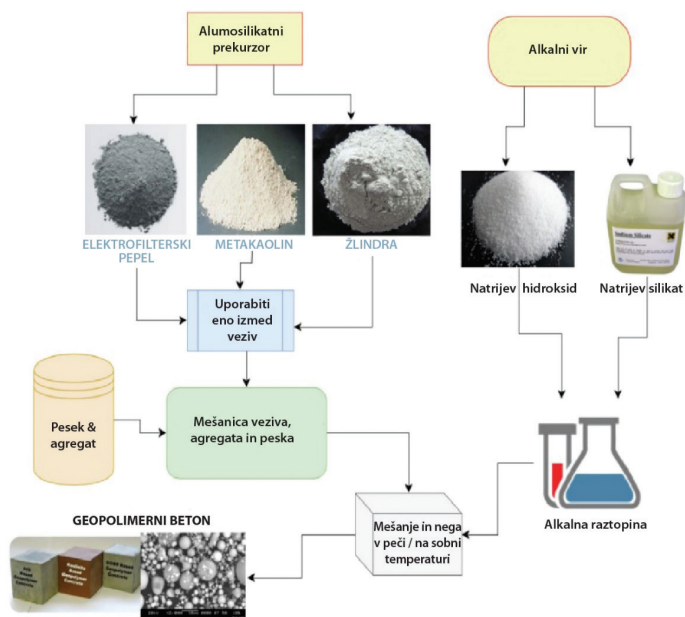 Alumosilikatni
prekurzor
Alkalni vir
ELEKTROFILTERSKI
PEPEL
METAKAOLIN
ŽLINDRA
Natrijev hidroksid
Natrijev silikat
Uporabiti
eno izmed
veziv
Pesek &
agregat
Mešanica veziva,
agregata in peska
Alkalna raztopina
Mešanje in nega
v peči / na sobni
temperaturi
GEOPOLIMERNI BETON